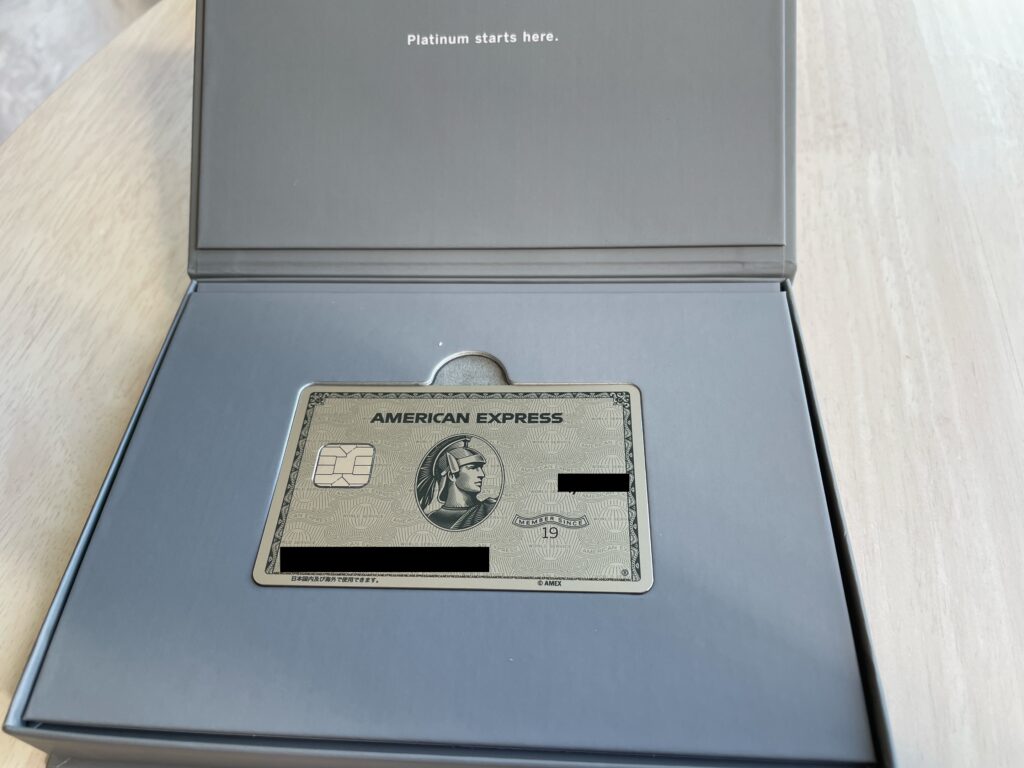 Platinum starts here.
AMERICAN EXPRESS
MEMBER SINCE
19
日本国内及び海外で使用できます。
© AMEX
®